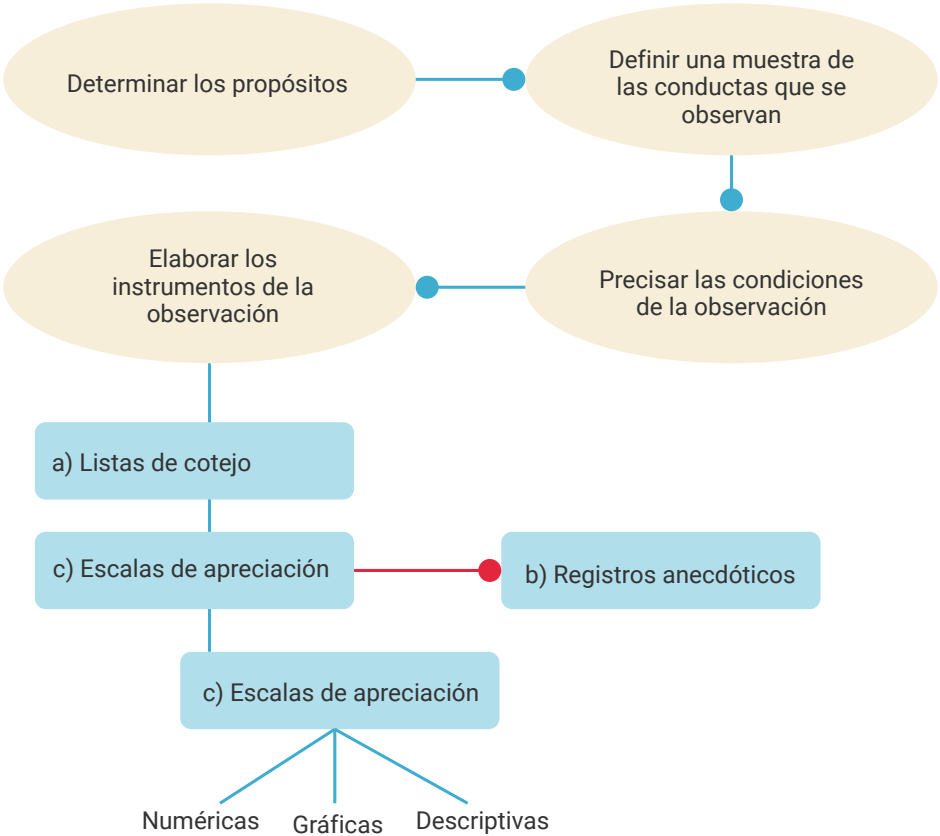 Determinar los propósitos
Definir una muestra de
las conductas que se
observan
Elaborar los
instrumentos de la
observación
Precisar las condiciones
de la observación
a) Listas de cotejo
c) Escalas de apreciación
b) Registros anecdóticos
c) Escalas de apreciación
Numéricas
Gráficas
Descriptivas